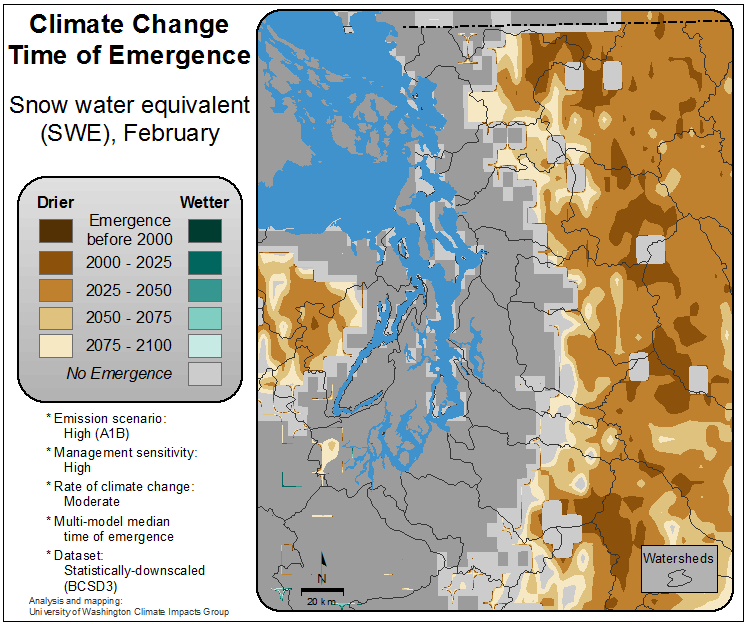 Climate Change
Time of Emergence
Snow water equivalent
(SWE), February
Drier Wetter
Emergence
before 2000
2000 - 2025
2025 - 2050
2050 - 2075
2075 - 2100
No Emergence
* Emission scenario:
High (A1B)
* Management sensitivity:
High
* Rate of climate change:
Moderate
* Multi-model median
time of emergence
* Dataset:
Statistically-downscaled
(BCSD3)
Analysis and mapping:
University of Washington Climate Impacts Group
N
20 km
Watersheds